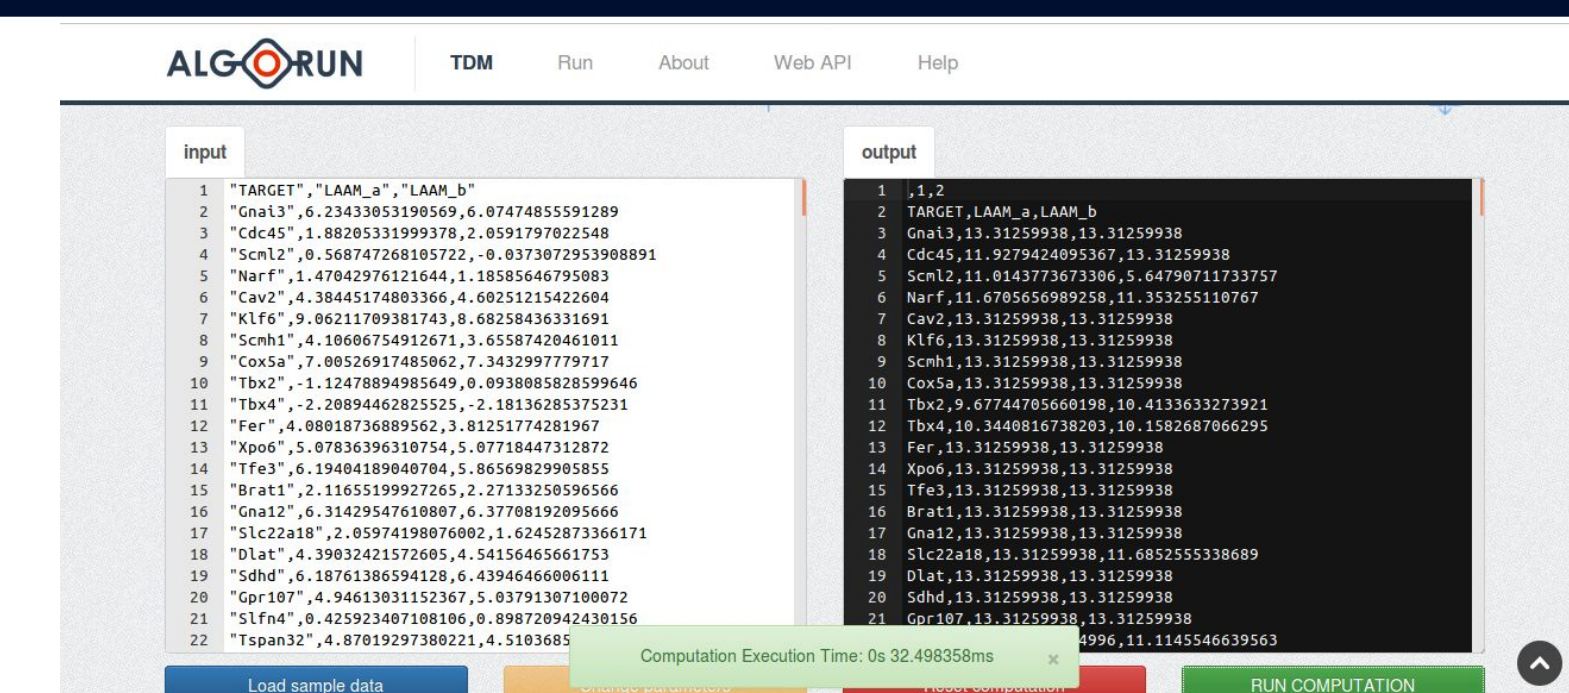 ALGORUN TDM Run About Web API Help
input
1 "TARGET","LAAM_a","LAAM_b"
2 "Gnai3",6.23433053190569,6.07474855591289
3 "Cdc45",1.88205331999378,2.0591797022548
4 "Scml2",0.568747268105722,-0.0373072953908891
5 "Narf",1.47042976121644,1.18585646795083
6 "Cav2",4.38445174803366,4.60251215422604
7 "Klf6",9.06211709381743,8.68258436331691
8 "Scmh1",4.10606754912671,3.65587420461011
9 "Cox5a",7.00526917485062,7.3432997779717
10 "Tbx2",-1.12478894985649,0.0938085828599646
11 "Tbx4",-2.20894462825525,-2.18136285375231
12 "Fer",4.08018736889562,3.81251774281967
13 "Xpo6",5.07836396310754,5.07718447312872
14 "Tfe3",6.19404189040704,5.86569829905855
15 "Brat1",2.11655199927265,2.27133250596566
16 "Gna12",6.31429547610807,6.37708192095666
17 "Slc22a18",2.05974198076002,1.62452873366171
18 "Dlat",4.39032421572605,4.54156465661753
19 "Sdhd",6.18761386594128,6.43946466006111
20 "Gpr107",4.94613031152367,5.03791307100072
21 "Slfn4",0.425923407108106,0.898720942430156
22 "Tspan32",4.87019297380221,4.5103685
output
1 ,1,2
2 TARGET,LAAM_a,LAAM_b
3 Gnai3,13.31259938,13.31259938
4 Cdc45,11.9279424095367,13.31259938
5 Scml2,11.0143773673306,5.64790711733757
6 Narf,11.6705656989258,11.353255110767
7 Cav2,13.31259938,13.31259938
8 Klf6,13.31259938,13.31259938
9 Scmh1,13.31259938,13.31259938
10 Cox5a,13.31259938,13.31259938
11 Tbx2,9.67744705660198,10.4133633273921
12 Tbx4,10.3440816738203,10.1582687066295
13 Fer,13.31259938,13.31259938
14 Xpo6,13.31259938,13.31259938
15 Tfe3,13.31259938,13.31259938
16 Brat1,13.31259938,13.31259938
17 Gna12,13.31259938,13.31259938
18 Slc22a18,13.31259938,11.6852555338689
19 Dlat,13.31259938,13.31259938
20 Sdhd,13.31259938,13.31259938
21 Gpr107,13.31259938,13.31259938
4996,11.1145546639563
Computation Execution Time: 0s 32.498358ms ×
Load sample data Change parameters Reset computation RUN COMPUTATION